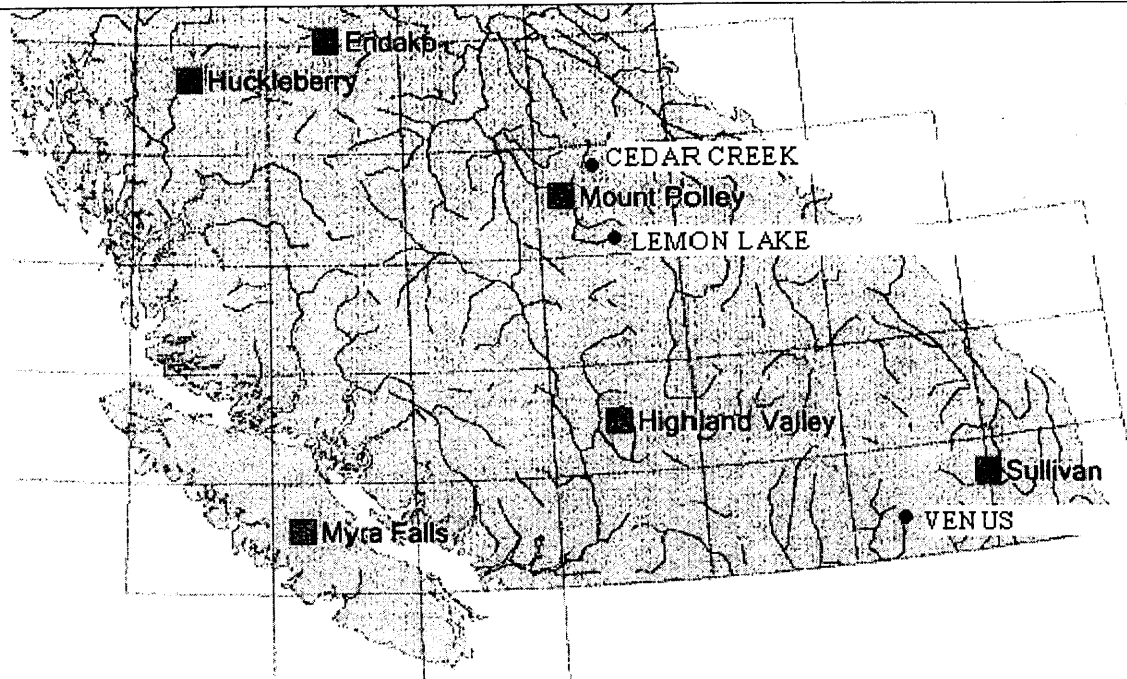 Endako
Huckleberry
CEDAR CREEK
Mount Polley
LEMON LAKE
Highland Valley
Sullivan
VENUS
Myra Falls